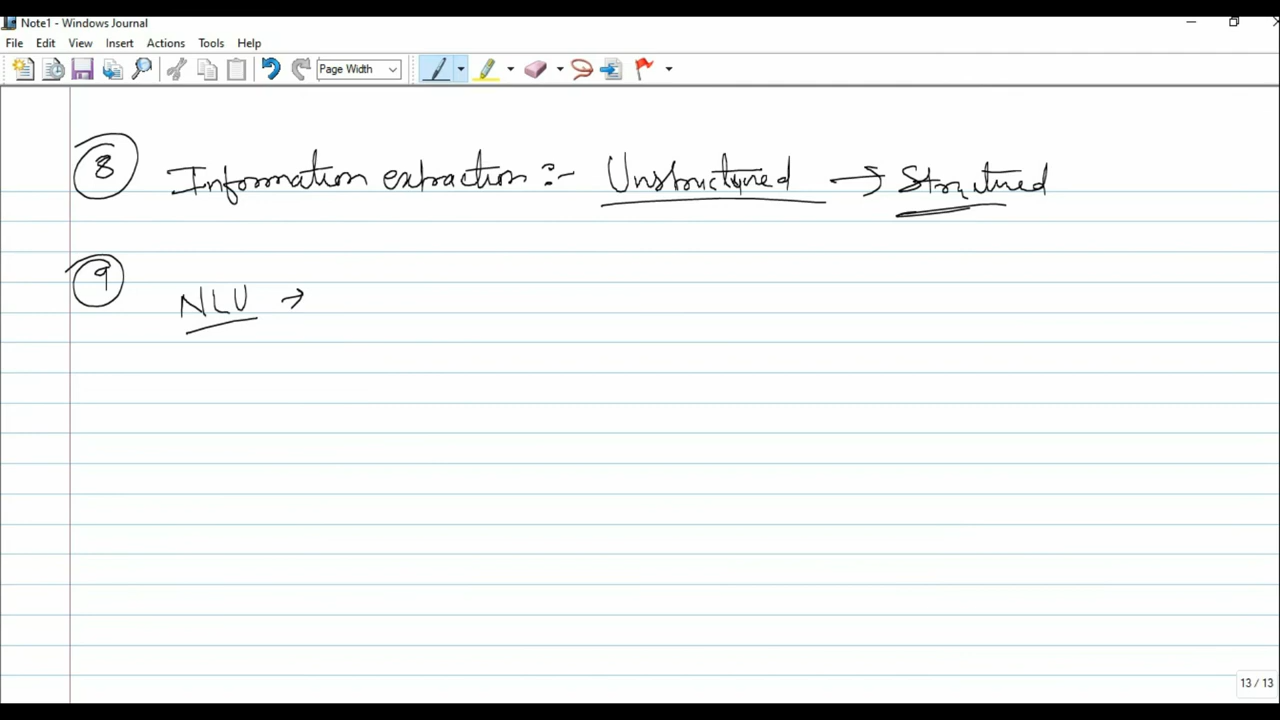 Note1 - Windows Journal
File Edit View Insert Actions Tools Help
Page Width
8 Information extraction :- Unstructured → Structured
9
NLU →
13 / 13